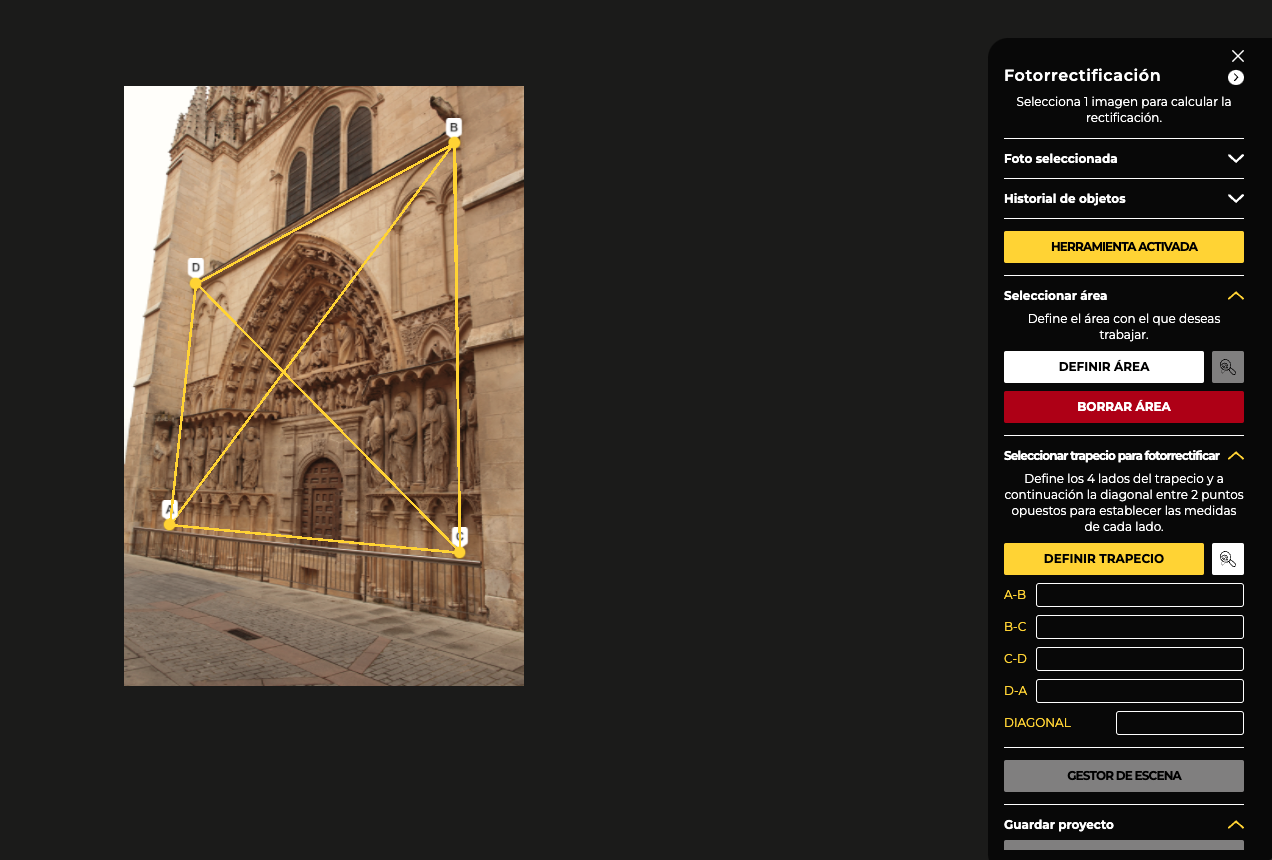 Fotorrectificación
Selecciona 1 imagen para calcular la
rectificación.
Foto seleccionada
Historial de objetos
HERRAMIENTA ACTIVADA
Seleccionar área
Define el área con el que deseas
trabajar.
DEFINIR ÁREA
BORRAR ÁREA
Seleccionar trapecio para fotorrectificar
Define los 4 lados del trapecio y a
continuación la diagonal entre 2 puntos
opuestos para establecer las medidas
de cada lado.
DEFINIR TRAPECIO
A-B
B-C
C-D
D-A
DIAGONAL
GESTOR DE ESCENA
Guardar proyecto
B
D
A
C